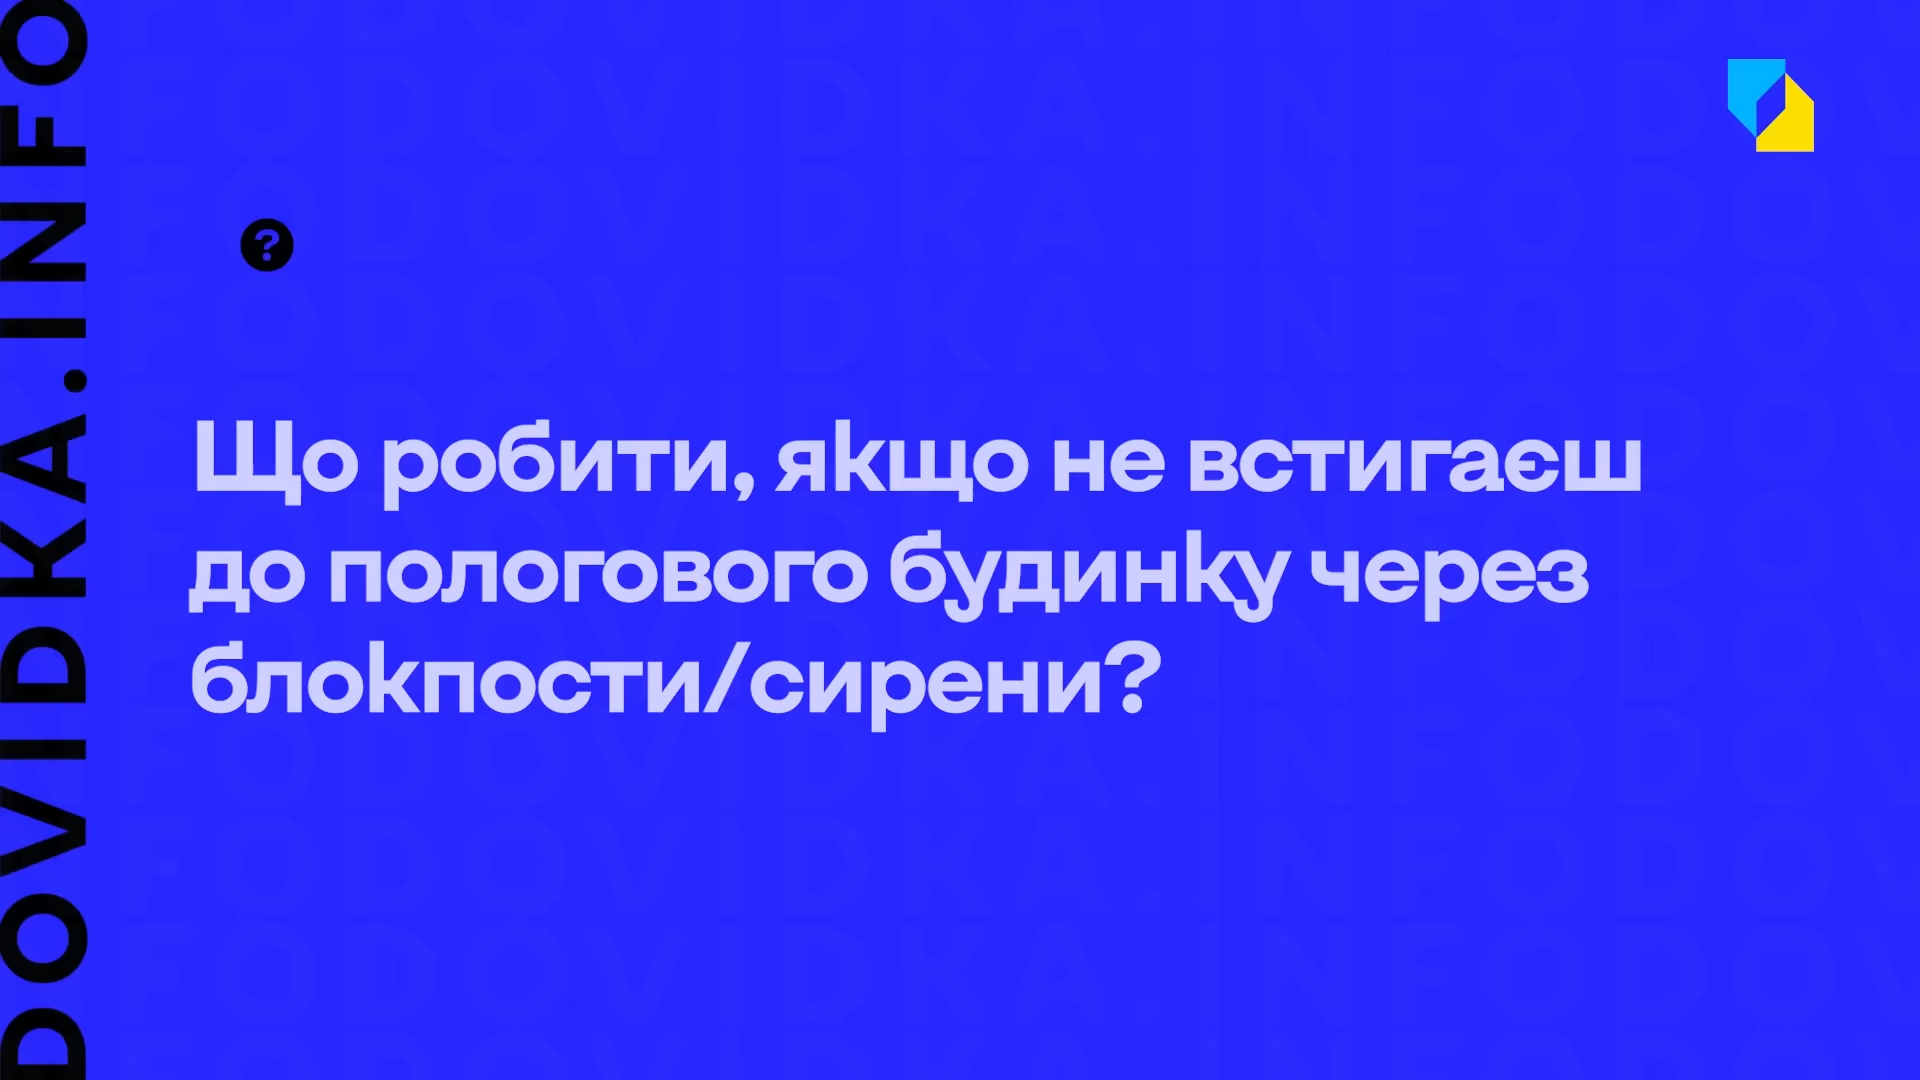 DOVIDKA.INFO
?
Що робити, якщо не встигаєш
до пологового будинку через
блокпости/сирени?